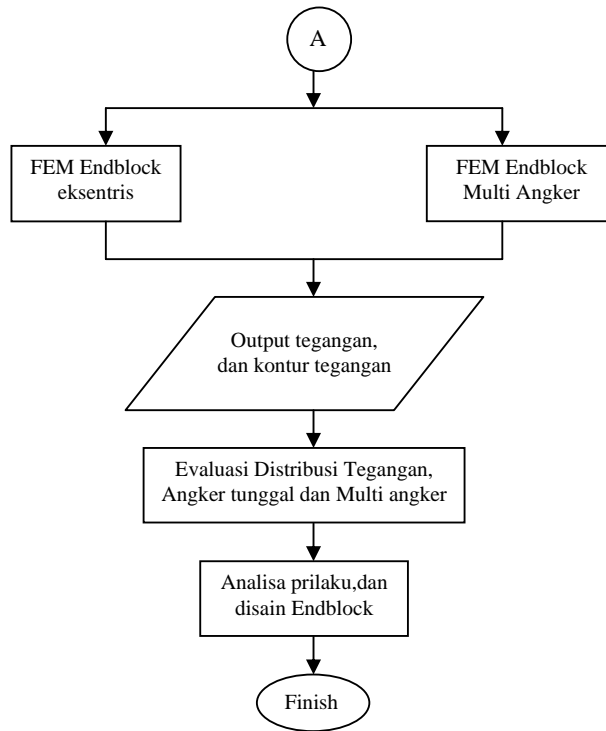 A
FEM Endblock
eksentris
FEM Endblock
Multi Angker
Output tegangan,
dan kontur tegangan
Evaluasi Distribusi Tegangan,
Angker tunggal dan Multi angker
Analisa prilaku,dan
disain Endblock
Finish